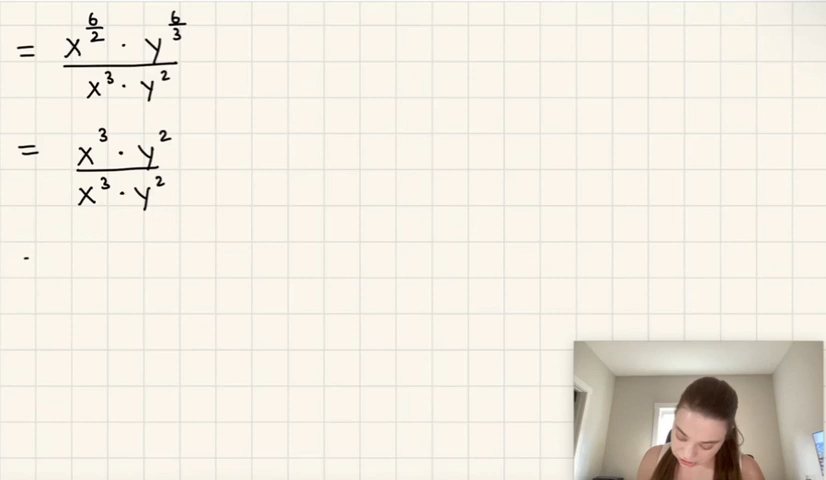 = x^(6/2) · y^(6/3)
x^3 · y^2
= x^3 · y^2
x^3 · y^2